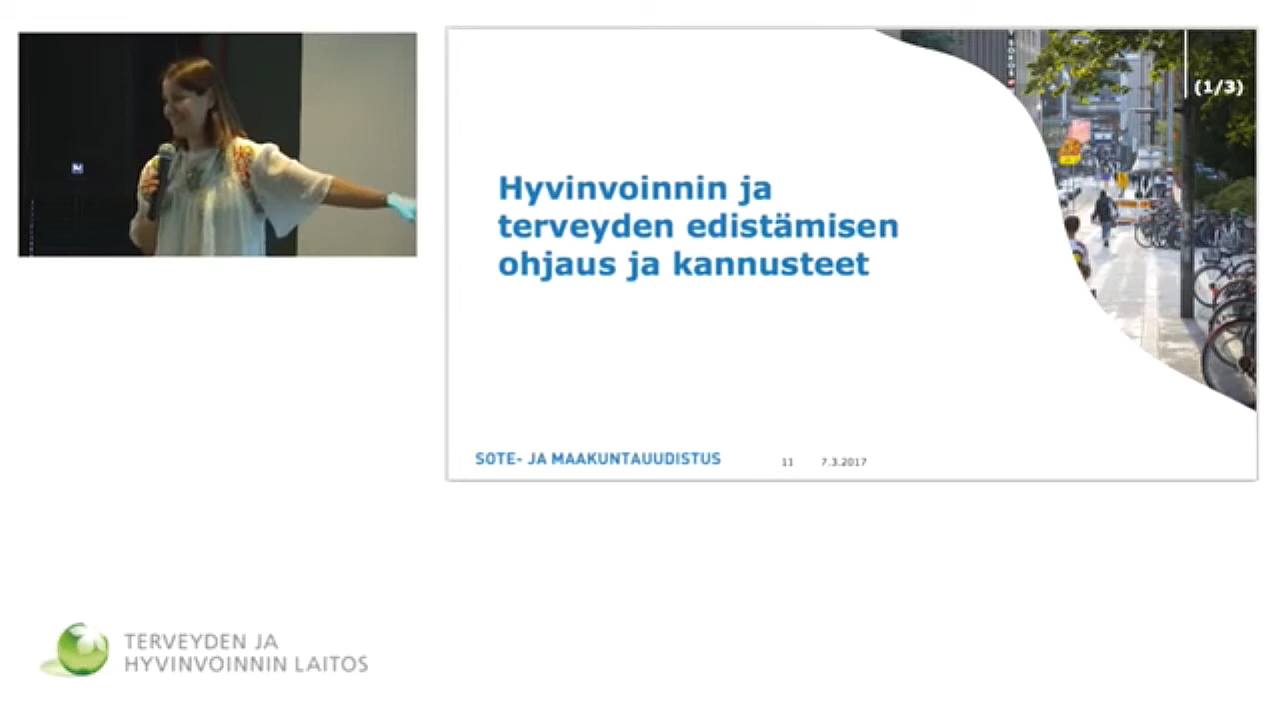 (1/3)
Hyvinvoinnin ja
terveyden edistämisen
ohjaus ja kannusteet
SOTE- JA MAAKUNTAUUDISTUS
11
7.3.2017
TERVEYDEN JA
HYVINVOINNIN LAITOS